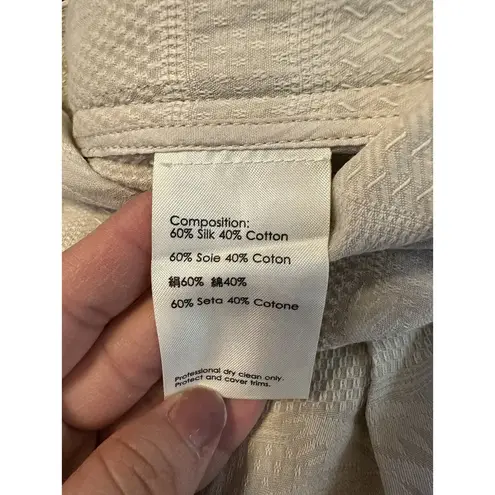 Composition:
60% Silk 40% Cotton
60% Soie 40% Coton
絹60% 綿40%
60% Seta 40% Cotone
Professional dry clean only.
Protect and cover trims.